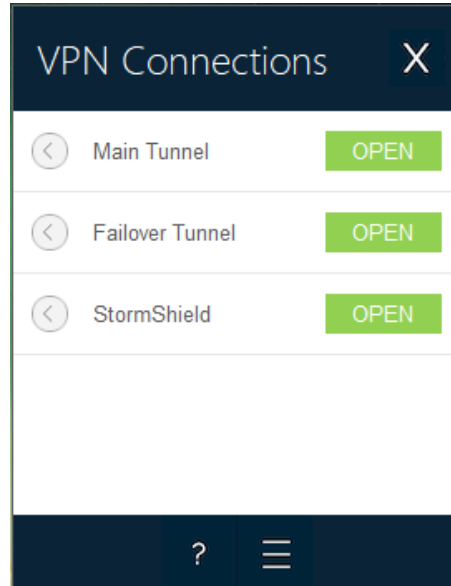 VPN Connections X
Main Tunnel OPEN
Failover Tunnel OPEN
StormShield OPEN
?